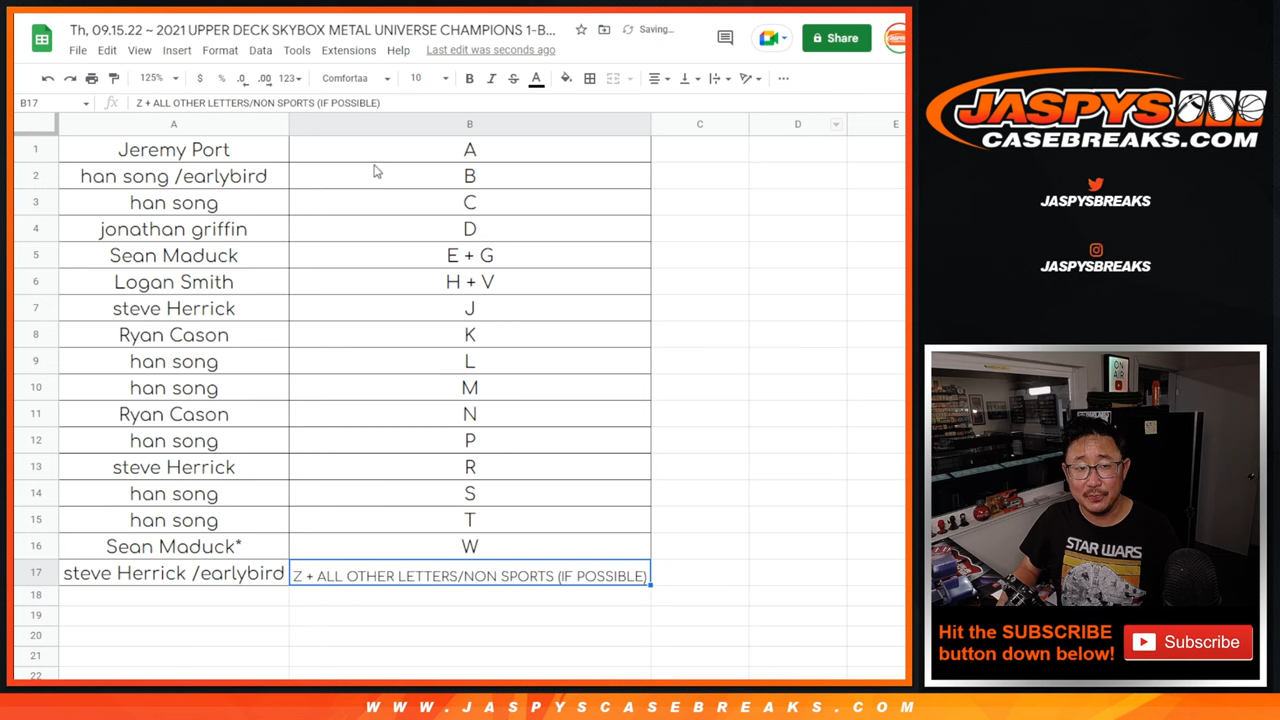 Th, 09.15.22 ~ 2021 UPPER DECK SKYBOX METAL UNIVERSE CHAMPIONS 1-B...
Saving...
File Edit View Insert Format Data Tools Extensions Help Last edit was seconds ago
Share
JASPYS
125% $ % .0 .00 123 Comfortaa 10 B I S A
B17 fx Z + ALL OTHER LETTERS/NON SPORTS (IF POSSIBLE)
A B C D E
1 Jeremy Port A
2 han song /earlybird B
3 han song C
4 jonathan griffin D
5 Sean Maduck E + G
6 Logan Smith H + V
7 steve Herrick J
8 Ryan Cason K
9 han song L
10 han song M
11 Ryan Cason N
12 han song P
13 steve Herrick R
14 han song S
15 han song T
16 Sean Maduck* W
17 steve Herrick /earlybird Z + ALL OTHER LETTERS/NON SPORTS (IF POSSIBLE)
18
19
20
21
22
JASPYS
CASEBREAKS.COM
JASPYSBREAKS
JASPYSBREAKS
ON
AIR
STAR WARS
Hit the SUBSCRIBE
button down below!
Subscribe
WWW.JASPYSCASEBREAKS.COM